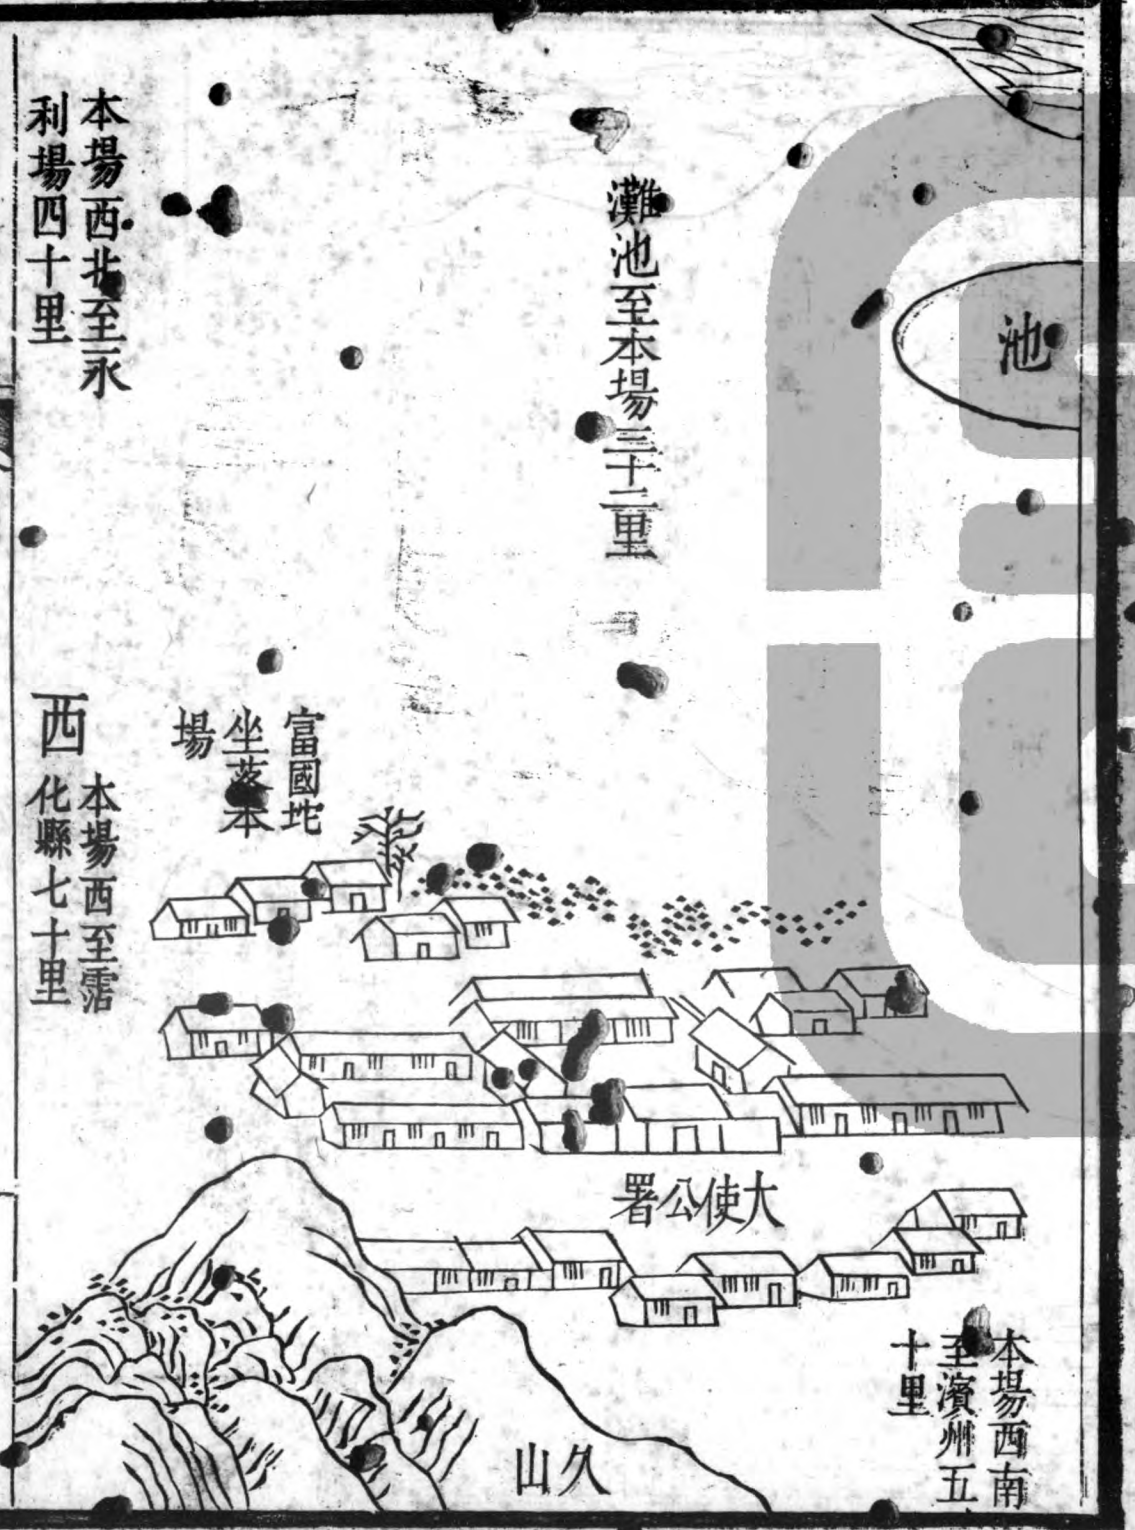 池
灘池至本場三十二里
本場西北至永
利場四十里
富國坨
坐落本
場
西
本場西至霑
化縣七十里
大使公署
本場西南
至濱州五
十里
久山